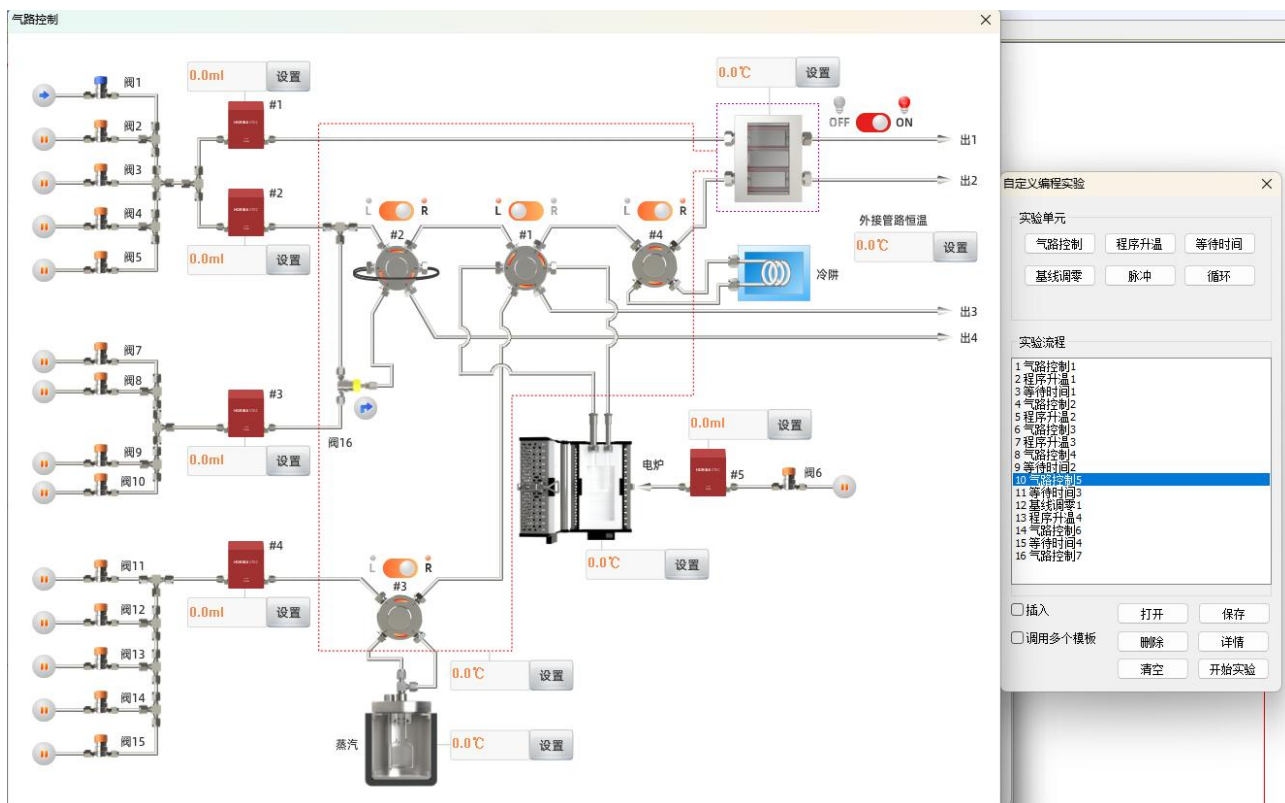 气路控制
阀1
阀2
阀3
阀4
阀5
0.0ml 设置
#1
#2
0.0ml 设置
0.0℃ 设置
OFF ON
出1
出2
L R
#2
L R
#1
L R
#4
外接管路恒温
0.0℃ 设置
冷阱
出3
出4
阀7
阀8
阀9
阀10
#3
0.0ml 设置
阀16
0.0ml 设置
电炉
#5
阀6
0.0℃ 设置
阀11
阀12
阀13
阀14
阀15
#4
0.0ml 设置
L R
#3
0.0℃ 设置
蒸汽
0.0℃ 设置
自定义编程实验
实验单元
气路控制 程序升温 等待时间
基线调零 脉冲 循环
实验流程
1 气路控制1
2 程序升温1
3 等待时间1
4 气路控制2
5 程序升温2
6 气路控制3
7 程序升温3
8 气路控制4
9 等待时间2
10 气路控制5
11 等待时间3
12 基线调零1
13 程序升温4
14 气路控制6
15 等待时间4
16 气路控制7
插入 打开 保存
调用多个模板 删除 详情
清空 开始实验